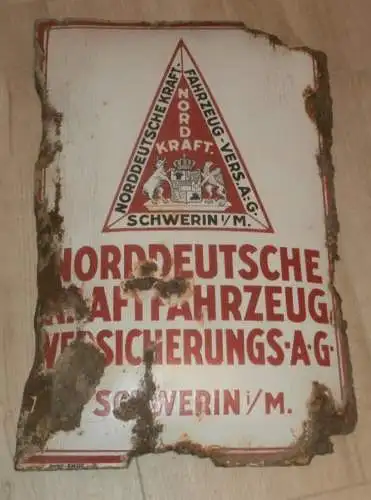 NORDDEUTSCHE KRAFT-
FAHRZEUG-VERS.A:G.
NORD
KRAFT.
SCHWERIN I/M.
NORDDEUTSCHE
KRAFTFAHRZEUG
VERSICHERUNGS·A·G·
SCHWERIN i/M.